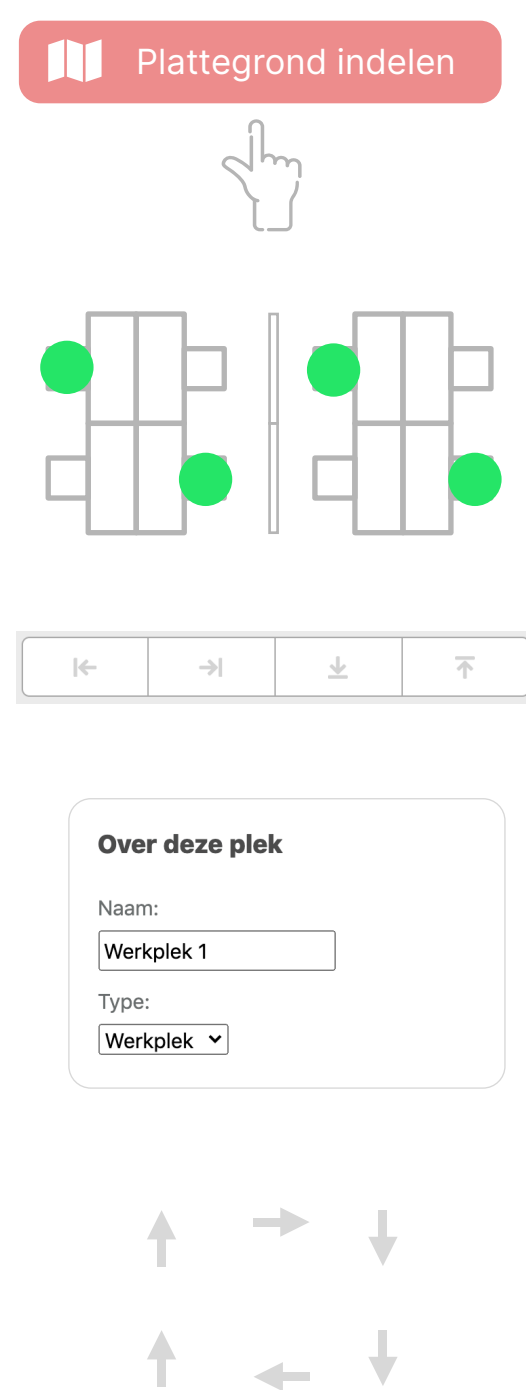 Plattegrond indelen
Over deze plek
Naam:
Werkplek 1
Type:
Werkplek